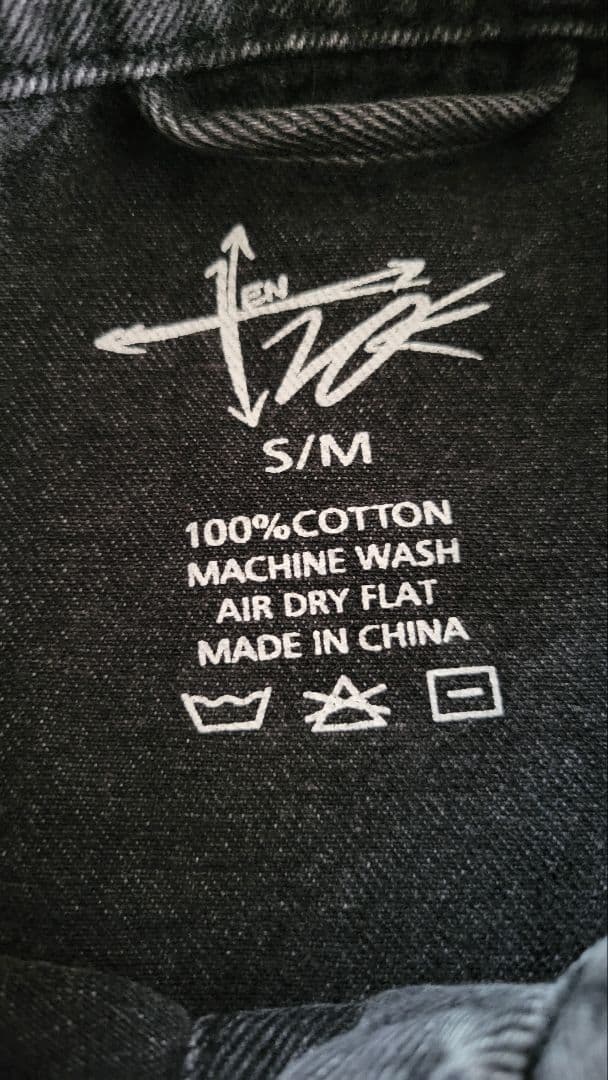 EN
S/M
100%COTTON
MACHINE WASH
AIR DRY FLAT
MADE IN CHINA